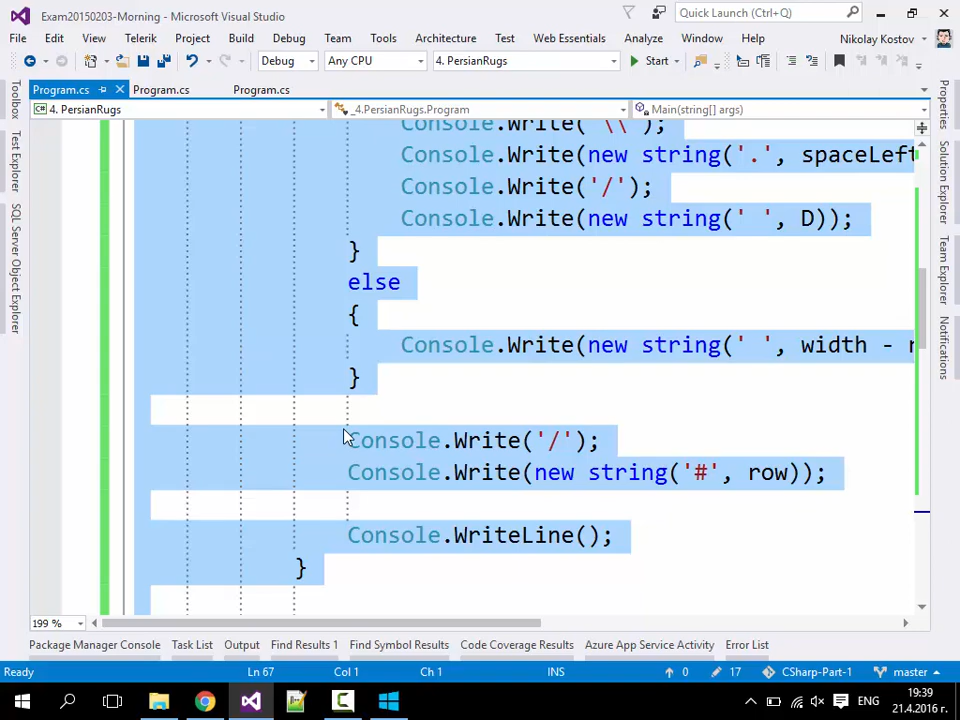 Exam20150203-Morning - Microsoft Visual Studio
Quick Launch (Ctrl+Q)
File Edit View Telerik Project Build Debug Team Tools Architecture Test Web Essentials Analyze Window Help Nikolay Kostov
Debug Any CPU 4. PersianRugs Start
Program.cs Program.cs Program.cs
4. PersianRugs _4.PersianRugs.Program Main(string[] args)
Toolbox
Test Explorer
SQL Server Object Explorer
Console.Write('\\');
Console.Write(new string('.', spaceLeft
Console.Write('/');
Console.Write(new string(' ', D));
}
else
{
Console.Write(new string(' ', width -
}
Console.Write('/');
Console.Write(new string('#', row));
Console.WriteLine();
}
Properties
Solution Explorer
Team Explorer
Notifications
199 %
Package Manager Console Task List Output Find Results 1 Find Symbol Results Code Coverage Results Azure App Service Activity Error List
Ready Ln 67 Col 1 Ch 1 INS 0 17 CSharp-Part-1 master
ENG 19:39
21.4.2016 г.